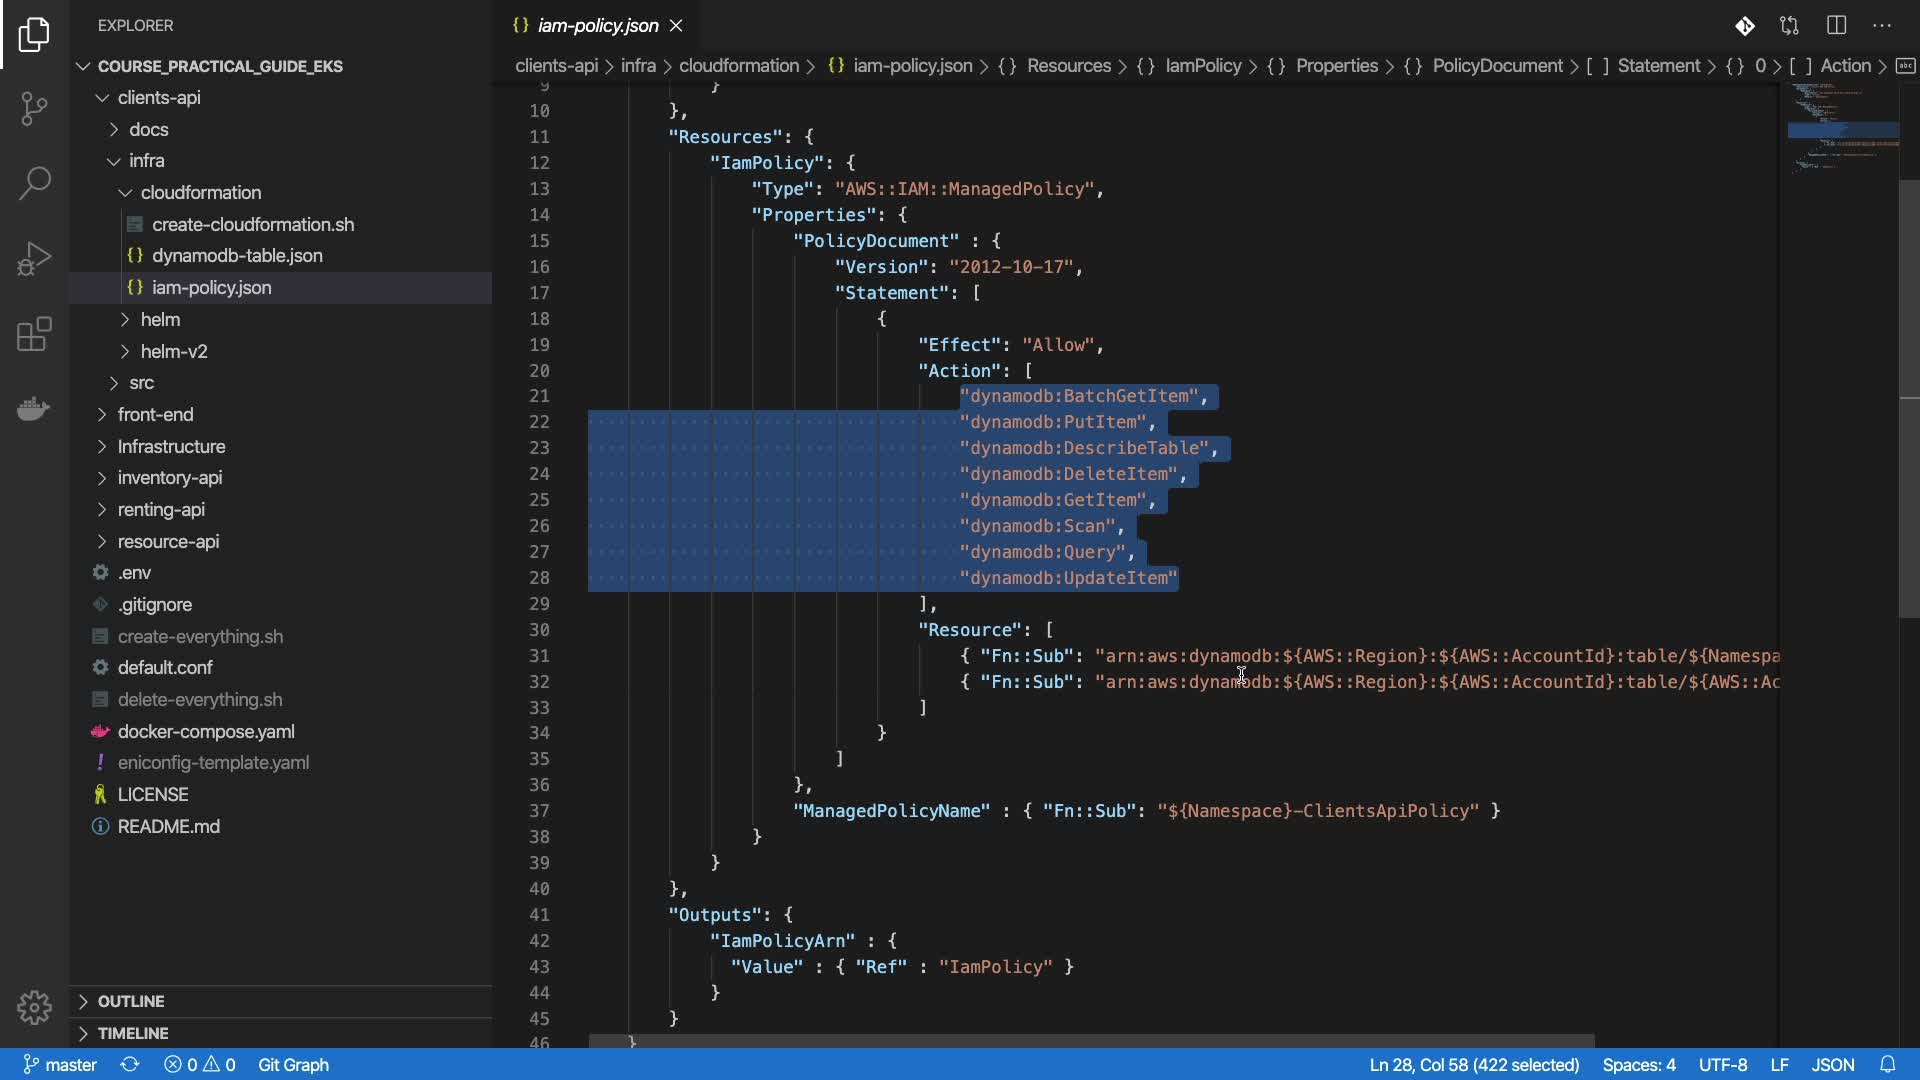 EXPLORER
COURSE_PRACTICAL_GUIDE_EKS
clients-api
docs
infra
cloudformation
create-cloudformation.sh
{} dynamodb-table.json
{} iam-policy.json
helm
helm-v2
src
front-end
Infrastructure
inventory-api
renting-api
resource-api
.env
.gitignore
create-everything.sh
default.conf
delete-everything.sh
docker-compose.yaml
! eniconfig-template.yaml
LICENSE
README.md
OUTLINE
TIMELINE
{} iam-policy.json
clients-api > infra > cloudformation > {} iam-policy.json > {} Resources > {} IamPolicy > {} Properties > {} PolicyDocument > [ ] Statement > {} 0 > [ ] Action > abc
9 }
10 },
11 "Resources": {
12 "IamPolicy": {
13 "Type": "AWS::IAM::ManagedPolicy",
14 "Properties": {
15 "PolicyDocument" : {
16 "Version": "2012-10-17",
17 "Statement": [
18 {
19 "Effect": "Allow",
20 "Action": [
21 "dynamodb:BatchGetItem",
22 "dynamodb:PutItem",
23 "dynamodb:DescribeTable",
24 "dynamodb:DeleteItem",
25 "dynamodb:GetItem",
26 "dynamodb:Scan",
27 "dynamodb:Query",
28 "dynamodb:UpdateItem"
29 ],
30 "Resource": [
31 { "Fn::Sub": "arn:aws:dynamodb:${AWS::Region}:${AWS::AccountId}:table/${Namespa
32 { "Fn::Sub": "arn:aws:dynamodb:${AWS::Region}:${AWS::AccountId}:table/${AWS::Ac
33 ]
34 }
35 ]
36 },
37 "ManagedPolicyName" : { "Fn::Sub": "${Namespace}-ClientsApiPolicy" }
38 }
39 }
40 },
41 "Outputs": {
42 "IamPolicyArn" : {
43 "Value" : { "Ref" : "IamPolicy" }
44 }
45 }
46 }
master 0 0 Git Graph Ln 28, Col 58 (422 selected) Spaces: 4 UTF-8 LF JSON